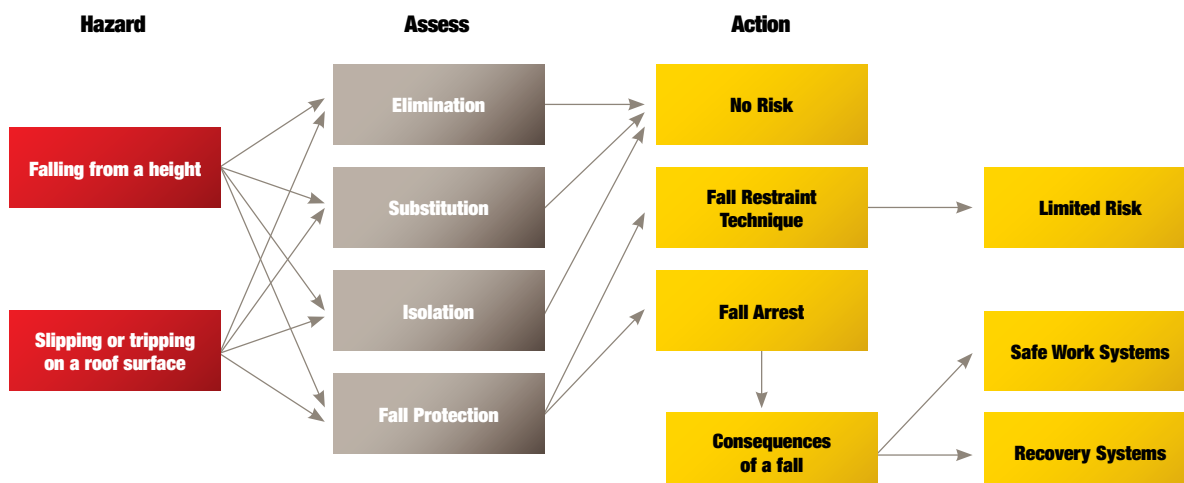 Hazard
Assess
Action
Falling from a height
Slipping or tripping
on a roof surface
Elimination
Substitution
Isolation
Fall Protection
No Risk
Fall Restraint
Technique
Fall Arrest
Consequences
of a fall
Limited Risk
Safe Work Systems
Recovery Systems